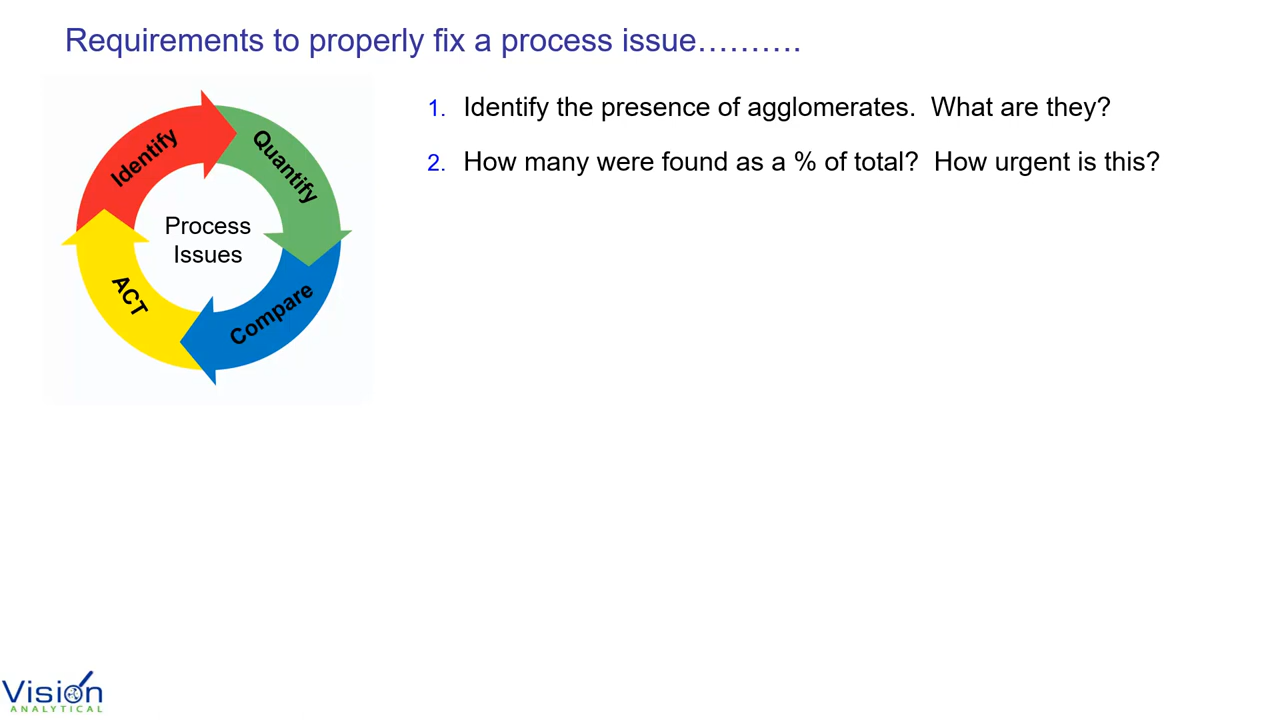 Requirements to properly fix a process issue……….
1. Identify the presence of agglomerates. What are they?
2. How many were found as a % of total? How urgent is this?
Identify
Quantify
Process
Issues
ACT
Compare
Vision
ANALYTICAL